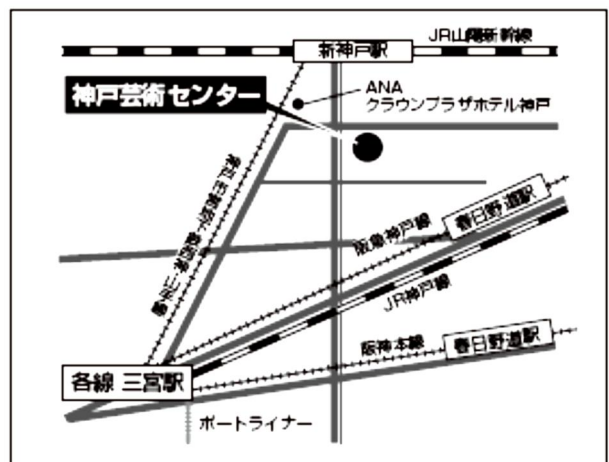 JR山陽新幹線
新神戸駅
神戸芸術センター
ANA
クラウンプラザホテル神戸
春日野道駅
阪急神戸線
JR神戸線
阪神本線
春日野道駅
各線 三宮駅
ポートライナー